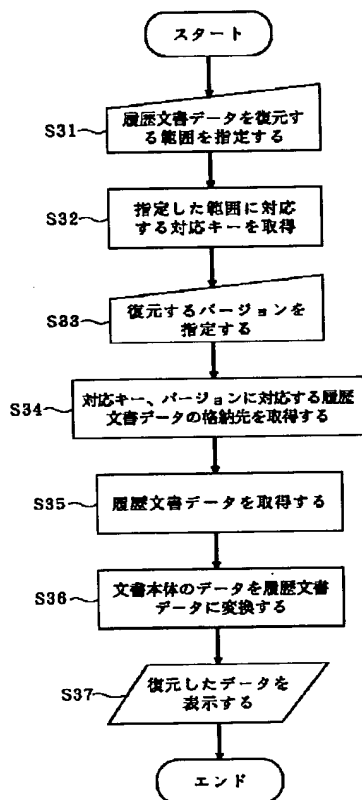 スタート
S31
履歴文書データを復元す
る範囲を指定する
S32
指定した範囲に対応
する対応キーを取得
S33
復元するバージョンを
指定する
S34
対応キー、バージョンに対応する履歴
文書データの格納先を取得する
S35
履歴文書データを取得する
S36
文書本体のデータを履歴文書
データに変換する
S37
復元したデータを
表示する
エンド